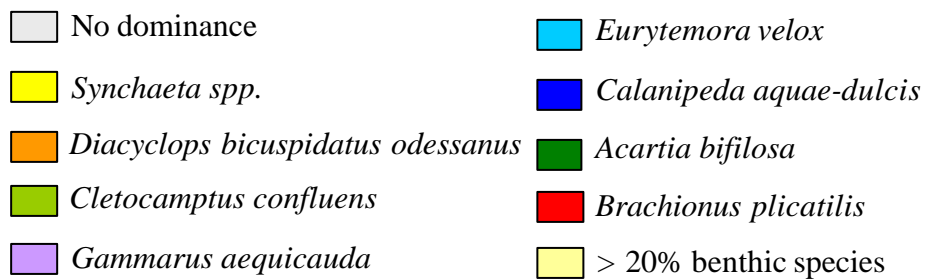 No dominance
Synchaeta spp.
Diacyclops bicuspidatus odessanus
Cletocamptus confluens
Gammarus aequicauda
Eurytemora velox
Calanipeda aquae-dulcis
Acartia bifilosa
Brachionus plicatilis
> 20% benthic species